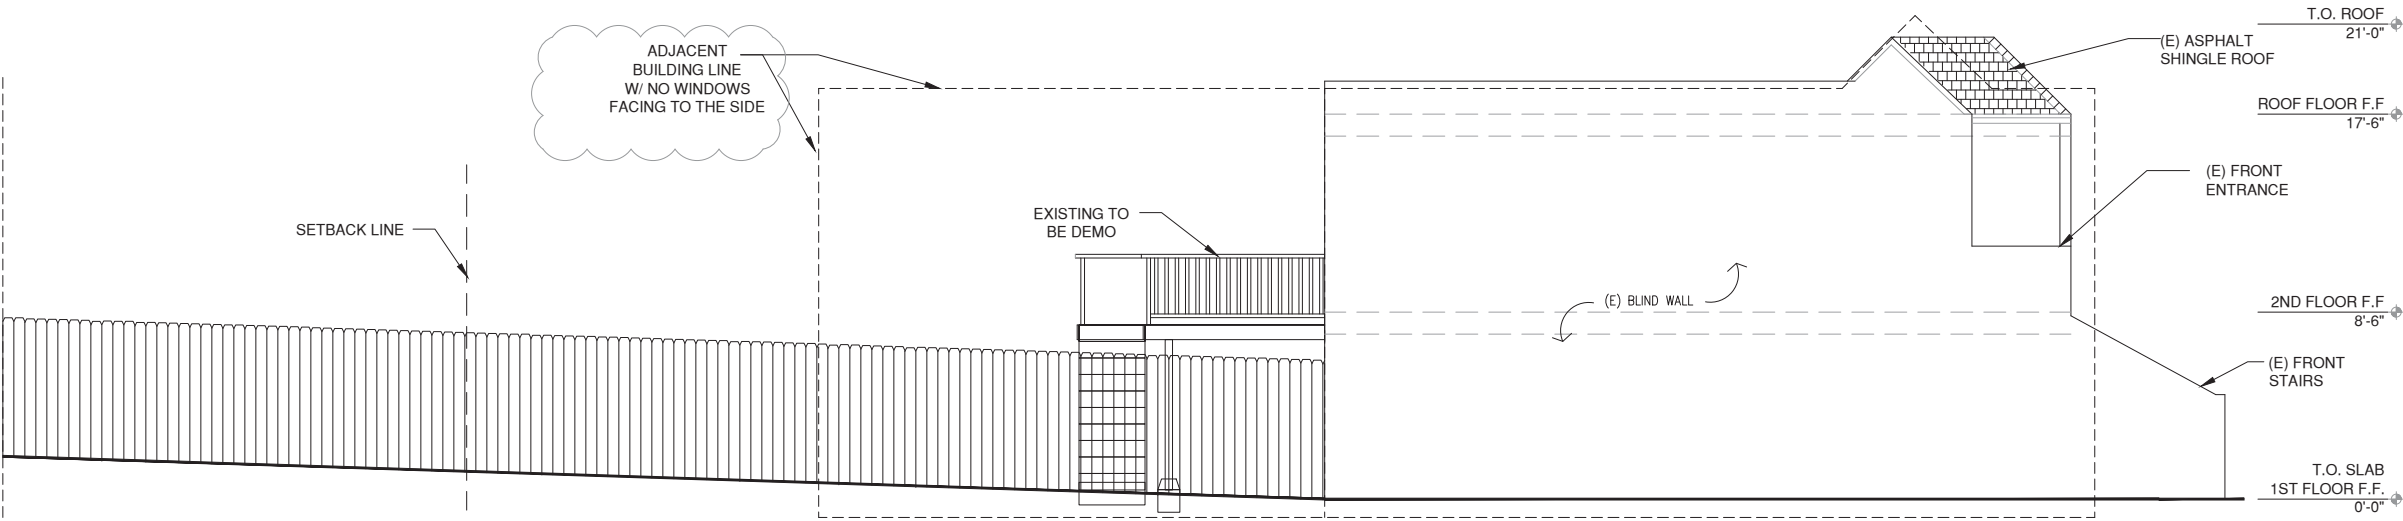 ADJACENT
BUILDING LINE
W/ NO WINDOWS
FACING TO THE SIDE
SETBACK LINE
EXISTING TO
BE DEMO
(E) BLIND WALL
(E) ASPHALT
SHINGLE ROOF
(E) FRONT
ENTRANCE
(E) FRONT
STAIRS
T.O. ROOF
21'-0"
ROOF FLOOR F.F
17'-6"
2ND FLOOR F.F
8'-6"
T.O. SLAB
1ST FLOOR F.F.
0'-0"